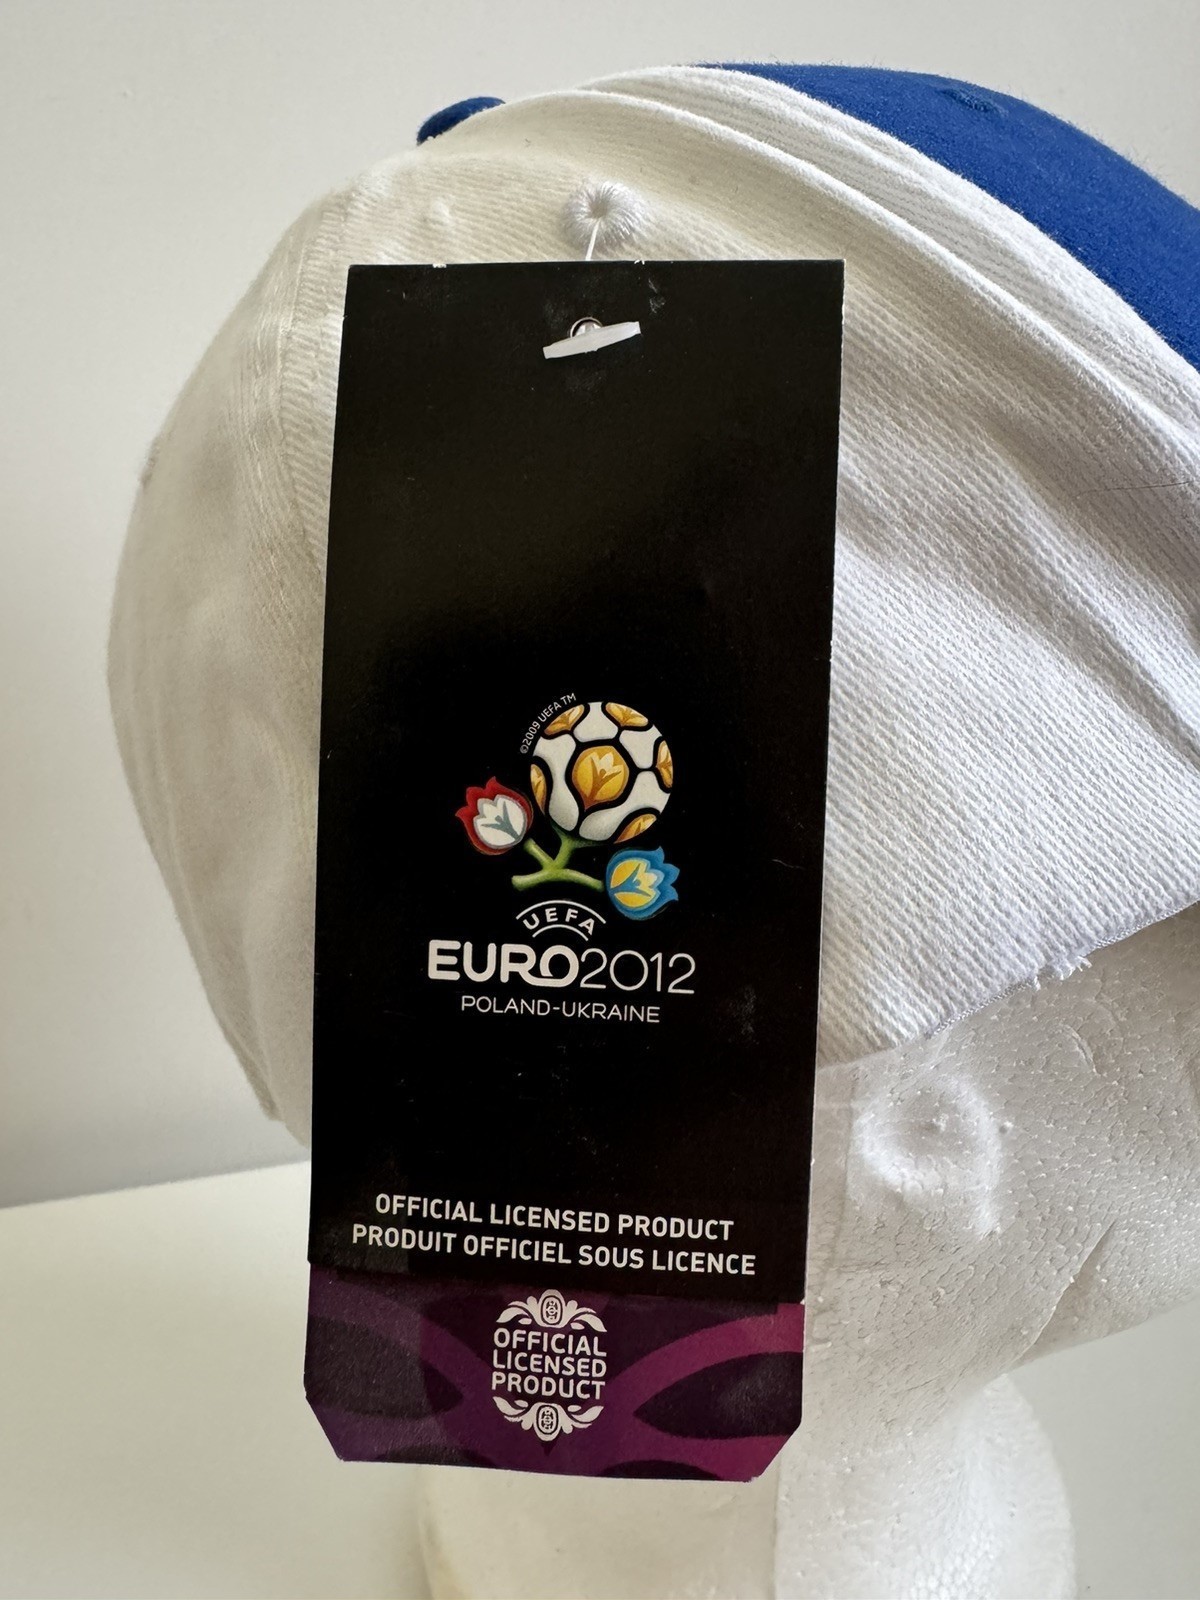 ©2009 UEFA TM
UEFA
EURO2012
POLAND-UKRAINE
OFFICIAL LICENSED PRODUCT
PRODUIT OFFICIEL SOUS LICENCE
OFFICIAL
LICENSED
PRODUCT